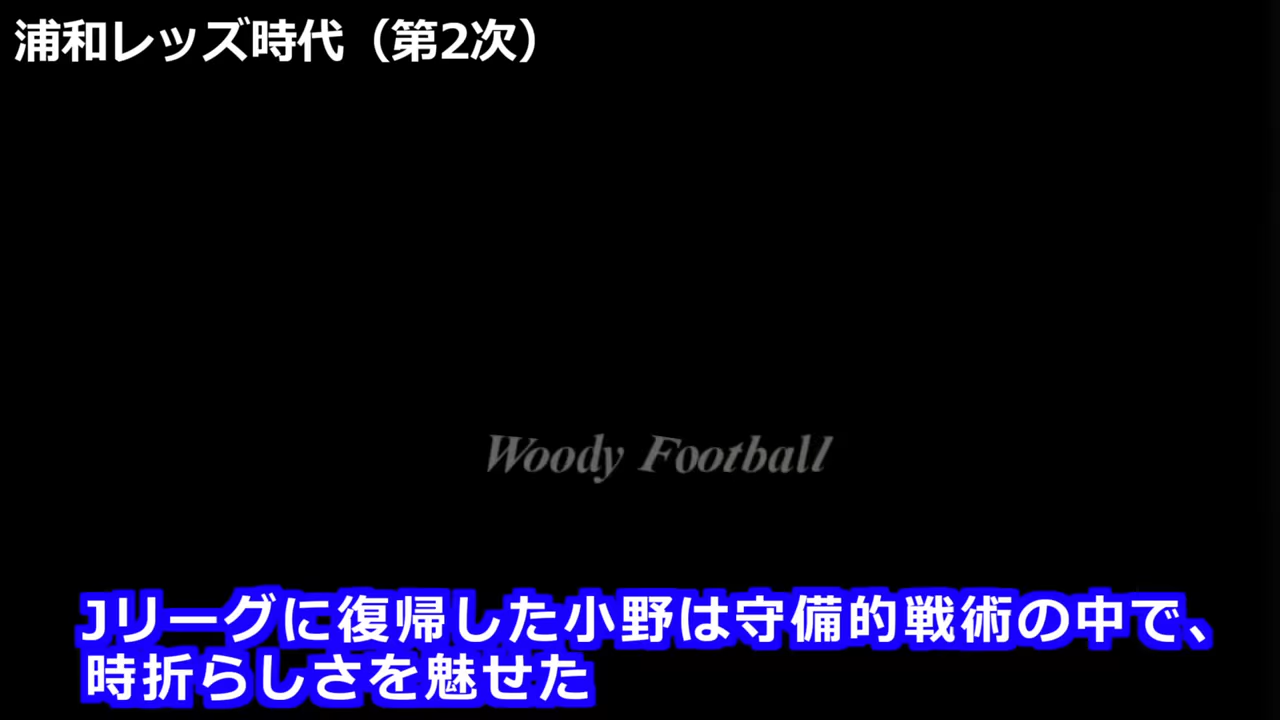 浦和レッズ時代（第2次）
Woody Football
Jリーグに復帰した小野は守備的戦術の中で、
時折らしさを魅せた